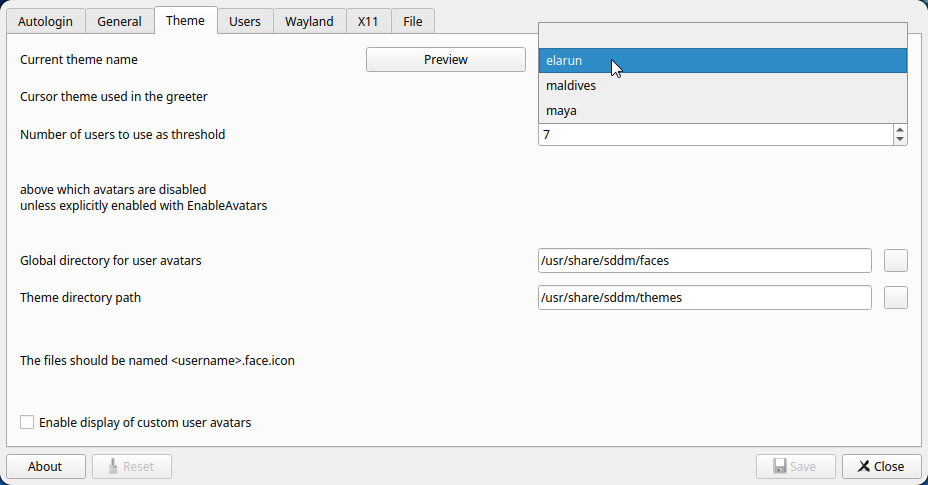 Autologin General Theme Users Wayland X11 File
Current theme name Preview
elarun
Cursor theme used in the greeter maldives
maya
Number of users to use as threshold 7
above which avatars are disabled
unless explicitly enabled with EnableAvatars
Global directory for user avatars /usr/share/sddm/faces
Theme directory path /usr/share/sddm/themes
The files should be named <username>.face.icon
Enable display of custom user avatars
About Reset Save Close